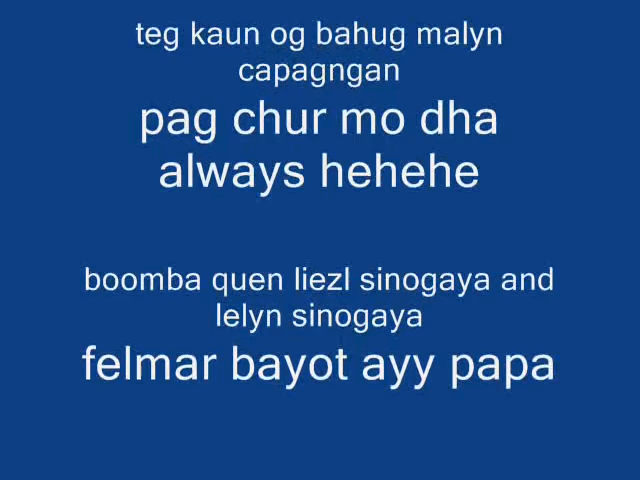 teg kaun og bahug malyn
capagngan
pag chur mo dha
always hehehe
boomba quen liezl sinogaya and
lelyn sinogaya
felmar bayot ayy papa